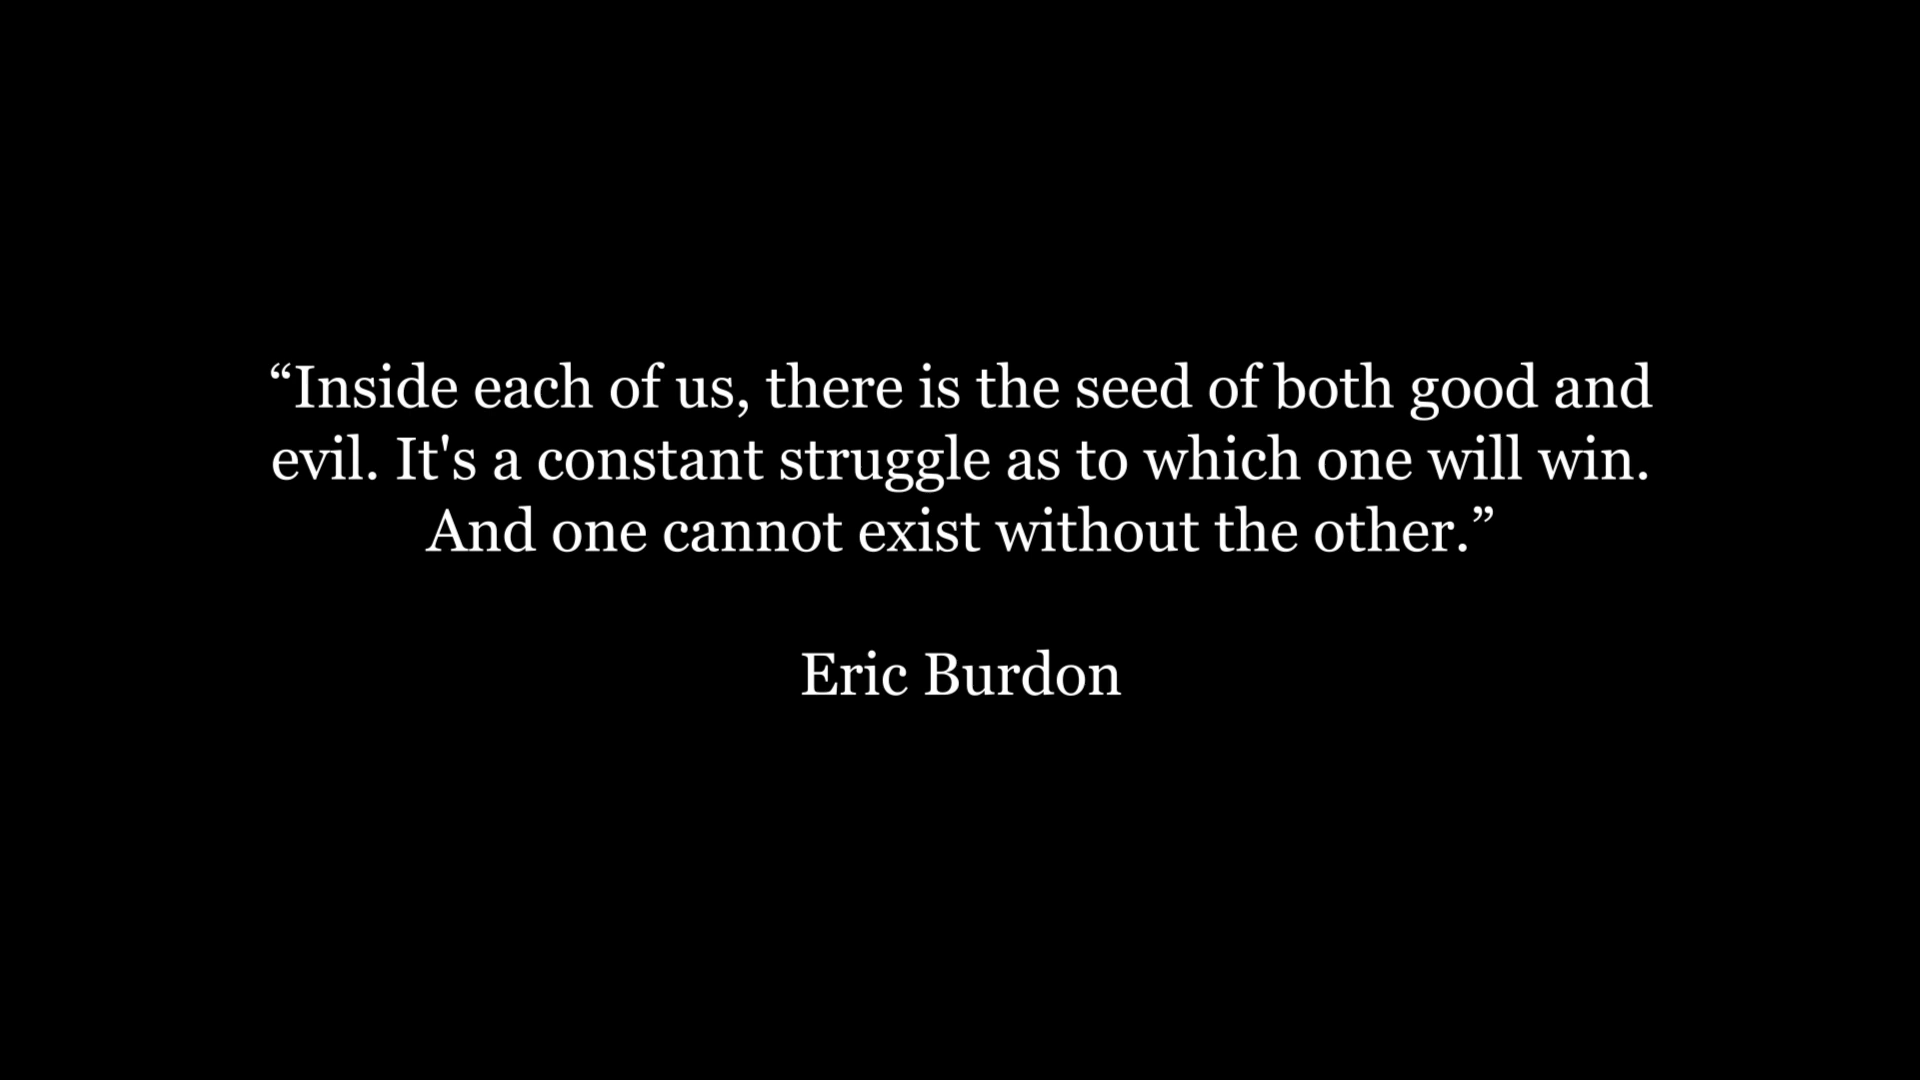 “Inside each of us, there is the seed of both good and
evil. It's a constant struggle as to which one will win.
And one cannot exist without the other.”
Eric Burdon